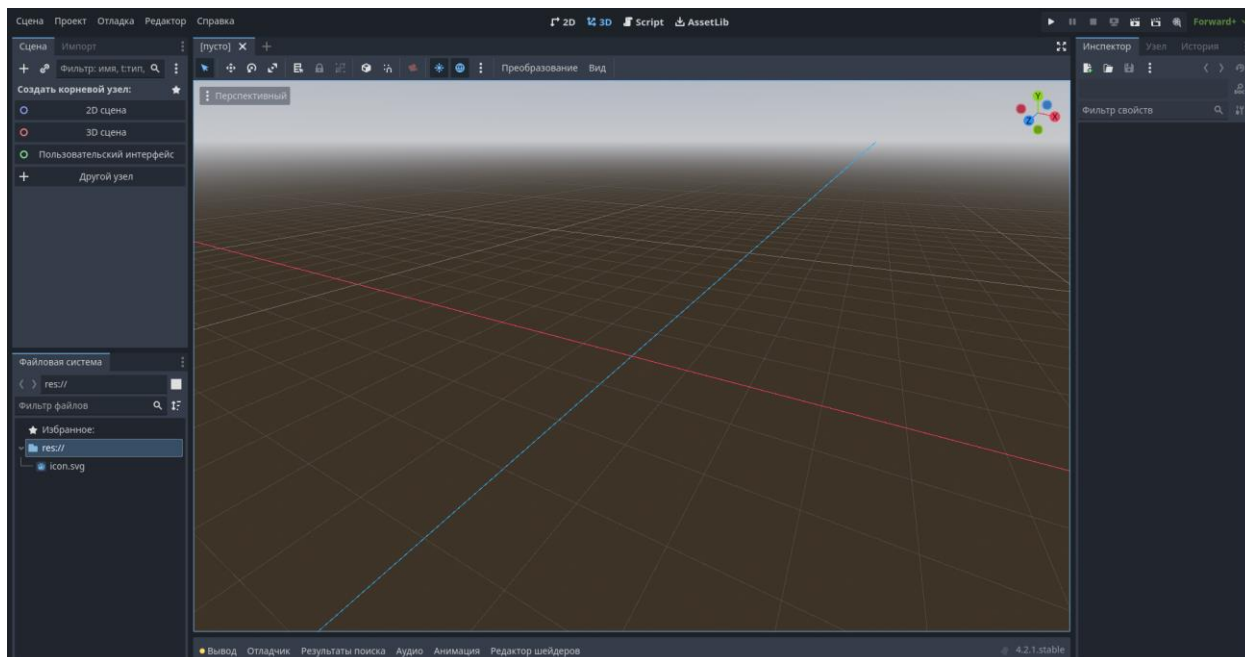 Сцена Проект Отладка Редактор Справка 2D 3D Script AssetLib Forward+
Сцена Импорт
Фильтр: имя, t:тип,
Создать корневой узел:
2D сцена
3D сцена
Пользовательский интерфейс
Другой узел
Файловая система
res://
Фильтр файлов
Избранное:
res://
icon.svg
[пусто]
Преобразование Вид
Перспективный
Y
X
Z
Вывод Отладчик Результаты поиска Аудио Анимация Редактор шейдеров 4.2.1.stable
Инспектор Узел История
Фильтр свойств